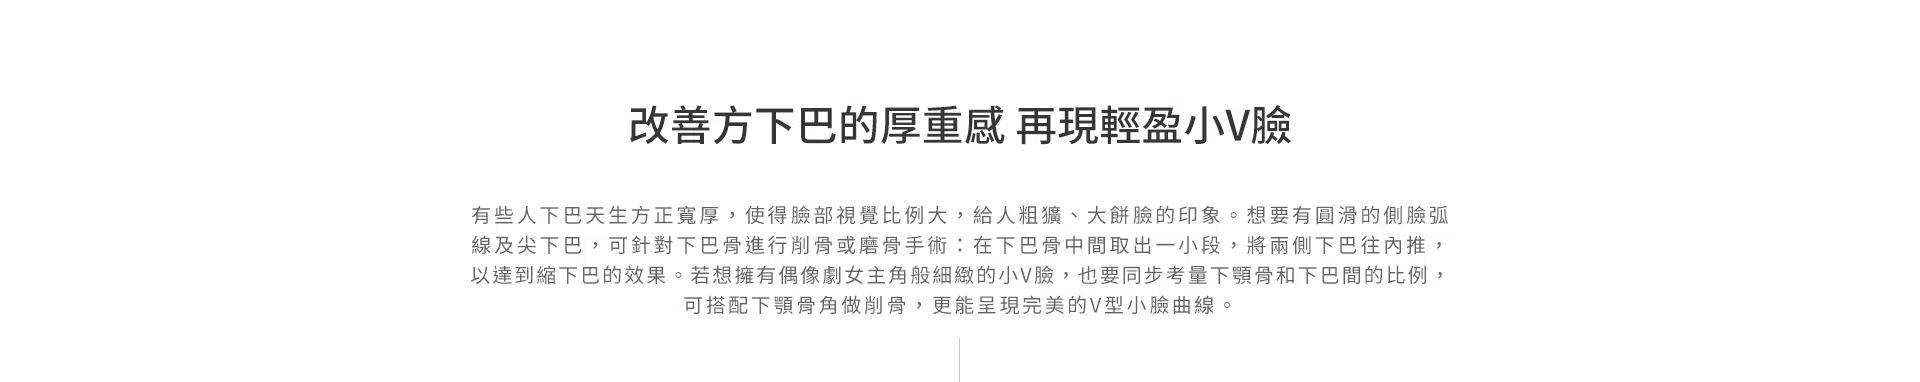 改善方下巴的厚重感 再現輕盈小V臉
有些人下巴天生方正寬厚，使得臉部視覺比例大，給人粗獷、大餅臉的印象。想要有圓滑的側臉弧
線及尖下巴，可針對下巴骨進行削骨或磨骨手術：在下巴骨中間取出一小段，將兩側下巴往內推，
以達到縮下巴的效果。若想擁有偶像劇女主角般細緻的小V臉，也要同步考量下顎骨和下巴間的比例，
可搭配下顎骨角做削骨，更能呈現完美的V型小臉曲線。